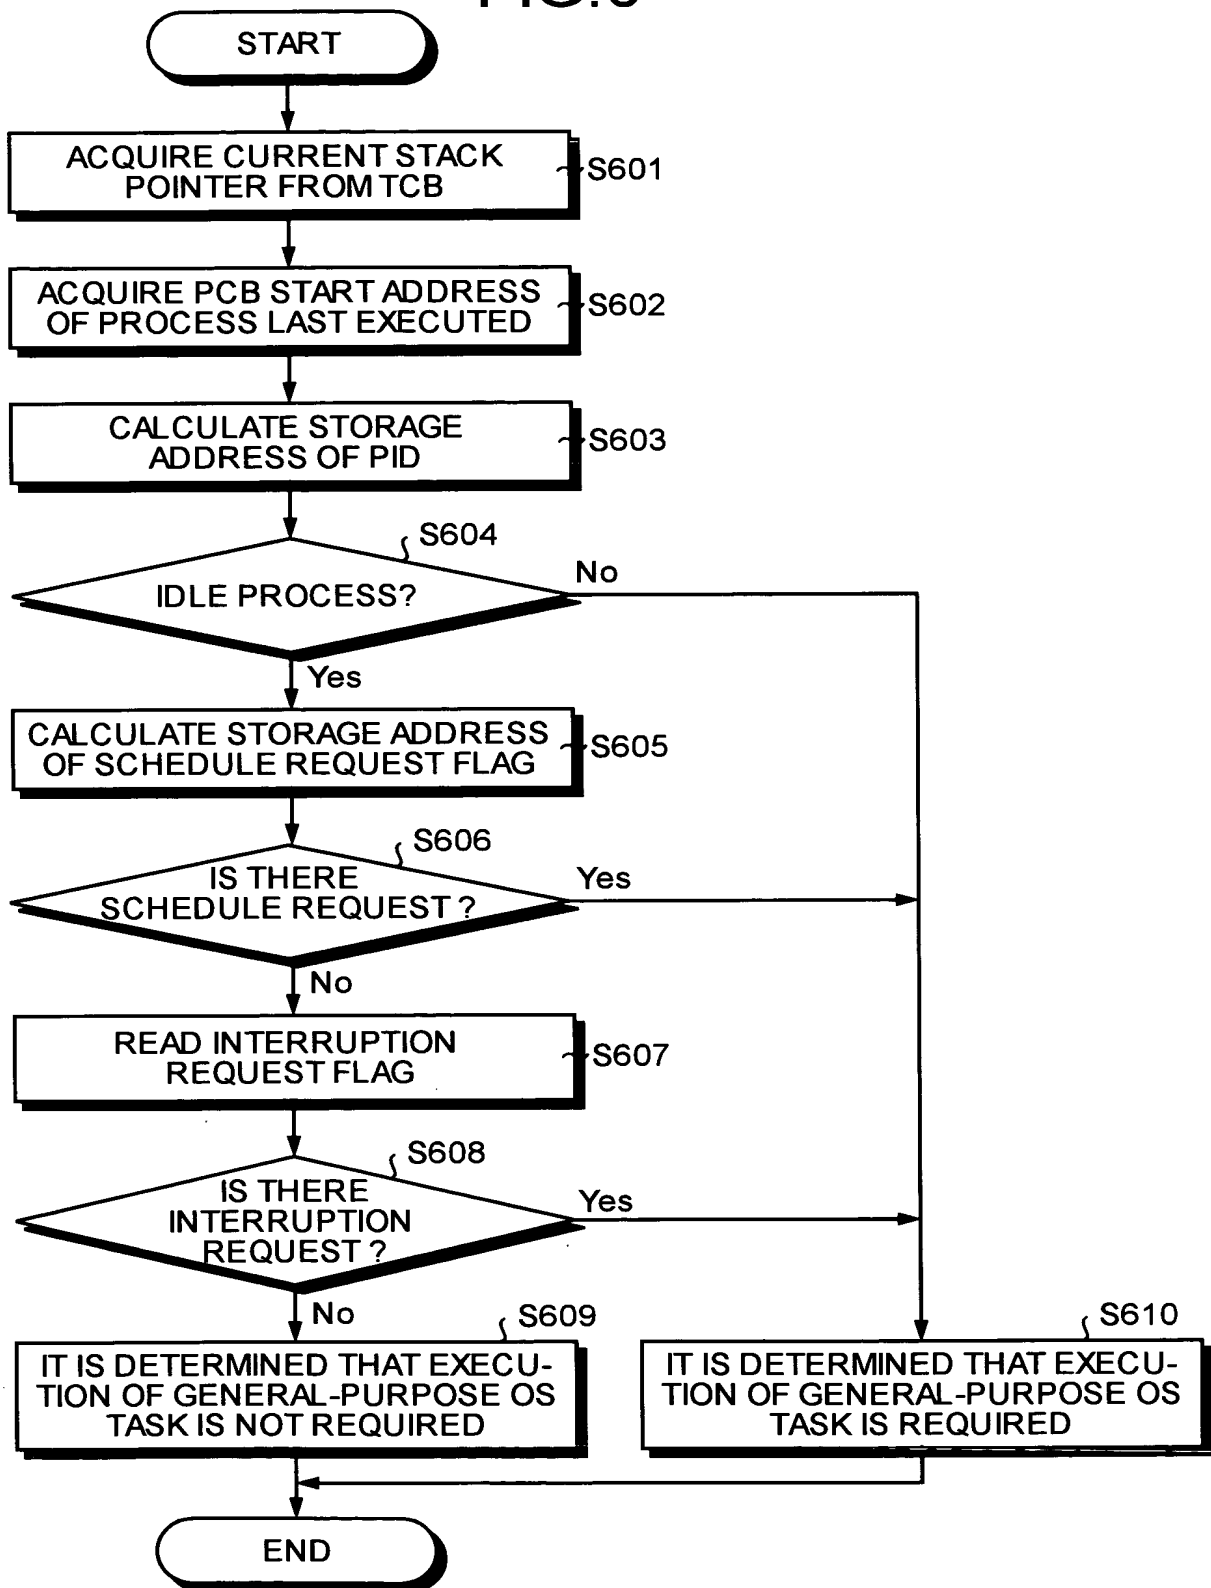 START
ACQUIRE CURRENT STACK
POINTER FROM TCB
S601
ACQUIRE PCB START ADDRESS
OF PROCESS LAST EXECUTED
S602
CALCULATE STORAGE
ADDRESS OF PID
S603
S604
IDLE PROCESS?
No
Yes
CALCULATE STORAGE ADDRESS
OF SCHEDULE REQUEST FLAG
S605
S606
IS THERE
SCHEDULE REQUEST ?
Yes
No
READ INTERRUPTION
REQUEST FLAG
S607
S608
IS THERE
INTERRUPTION
REQUEST ?
Yes
No
S609
IT IS DETERMINED THAT EXECU-
TION OF GENERAL-PURPOSE OS
TASK IS NOT REQUIRED
S610
IT IS DETERMINED THAT EXECU-
TION OF GENERAL-PURPOSE OS
TASK IS REQUIRED
END